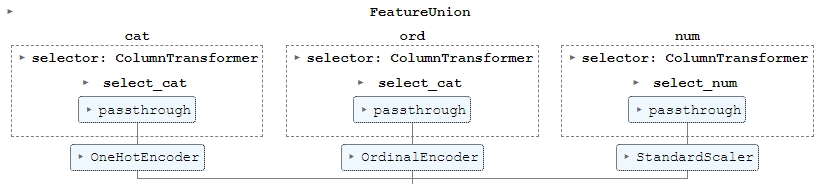 FeatureUnion
cat ord num
selector: ColumnTransformer selector: ColumnTransformer selector: ColumnTransformer
select_cat select_cat select_num
passthrough passthrough passthrough
OneHotEncoder OrdinalEncoder StandardScaler